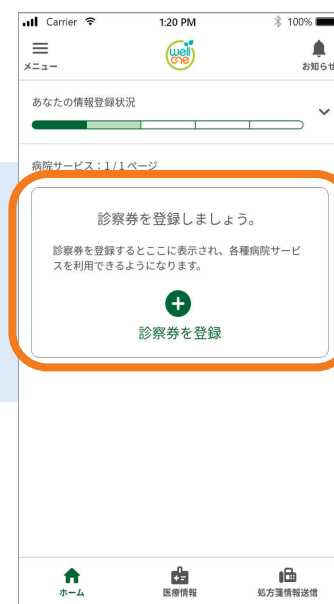 Carrier 1:20 PM 100%
メニュー well one お知らせ
あなたの情報登録状況
病院サービス：1/1ページ
診察券を登録しましょう。
診察券を登録するとここに表示され、各種病院サービ
スを利用できるようになります。
診察券を登録
ホーム 医療情報 処方箋情報送信